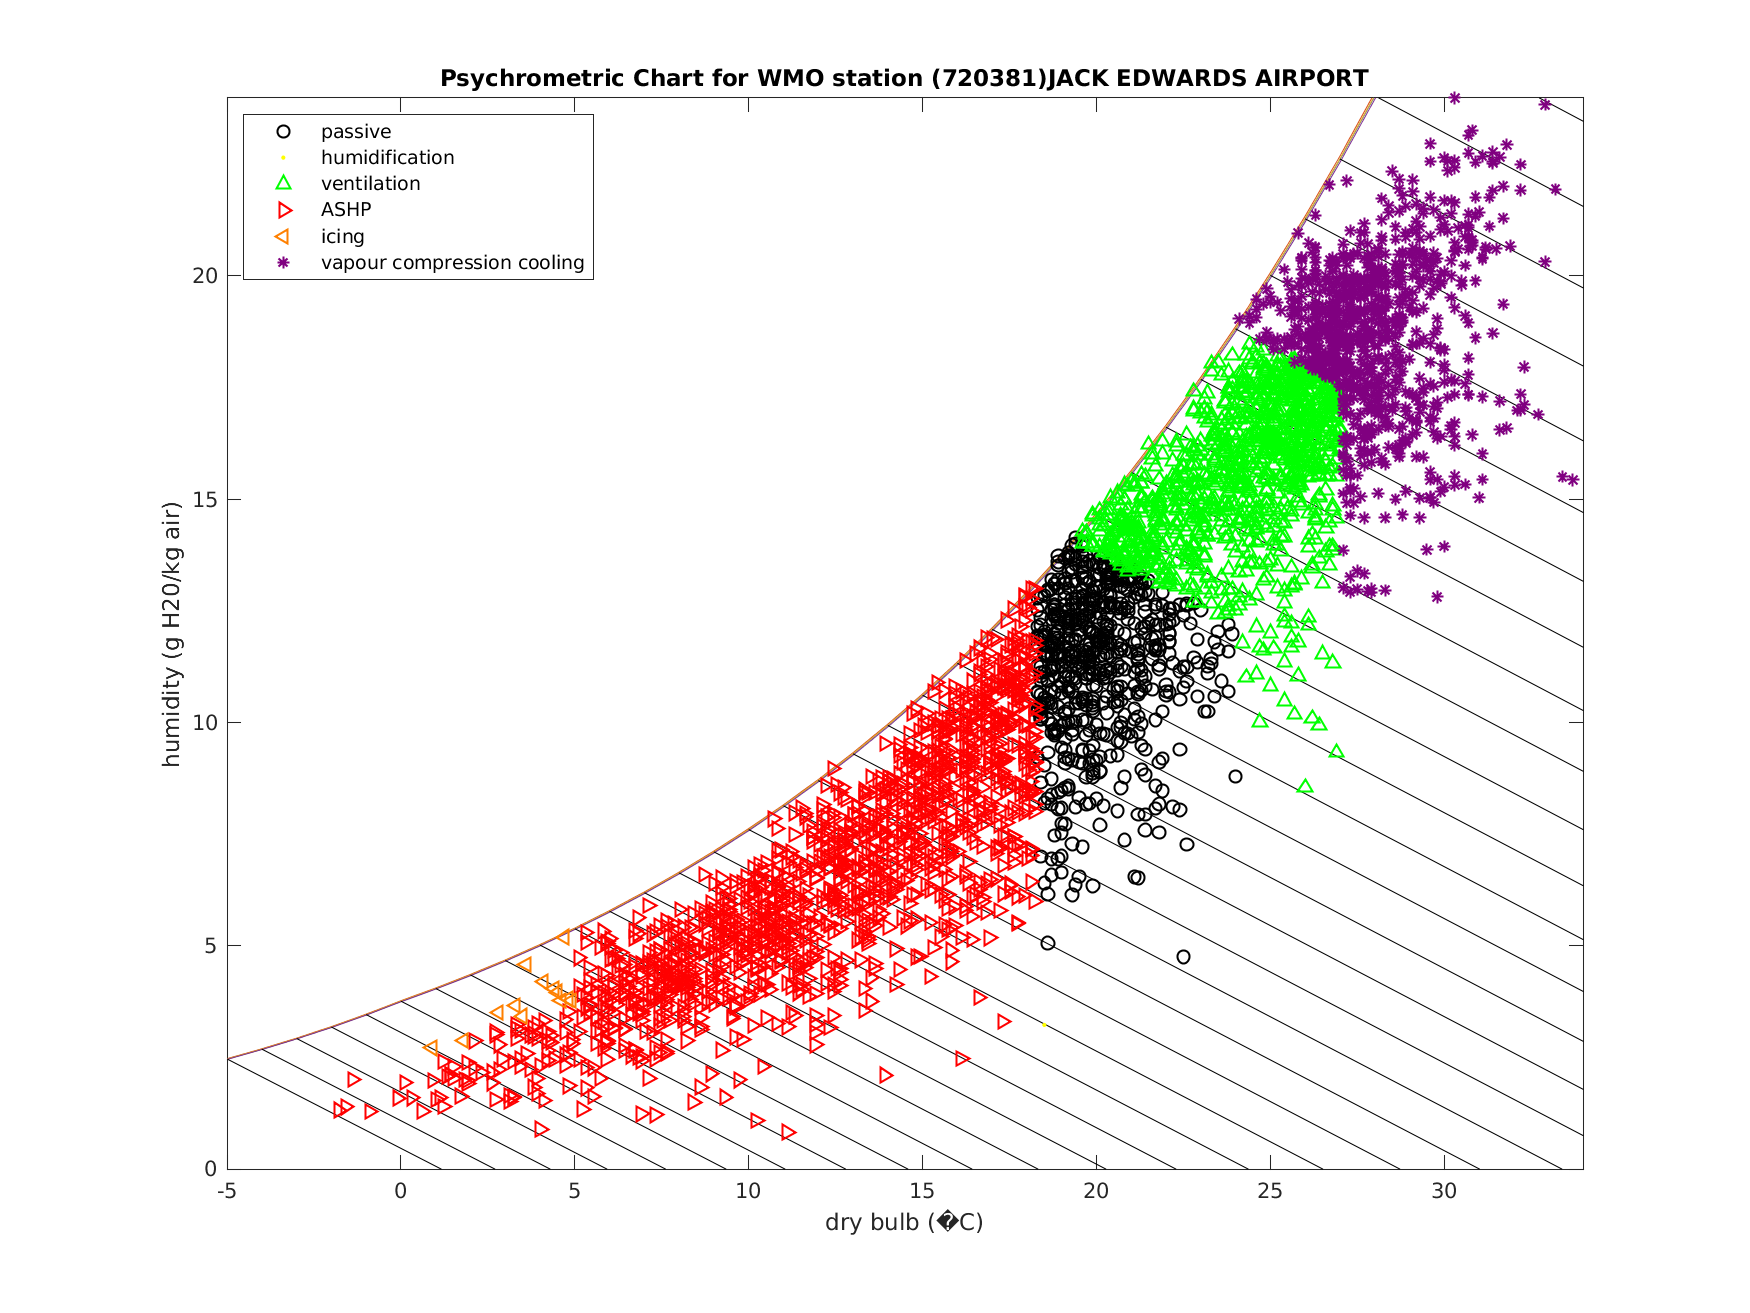 Psychrometric Chart for WMO station (720381)JACK EDWARDS AIRPORT
passive
humidification
ventilation
ASHP
icing
vapour compression cooling
humidity (g H20/kg air)
20
15
10
5
0
-5 0 5 10 15 20 25 30
dry bulb (�C)